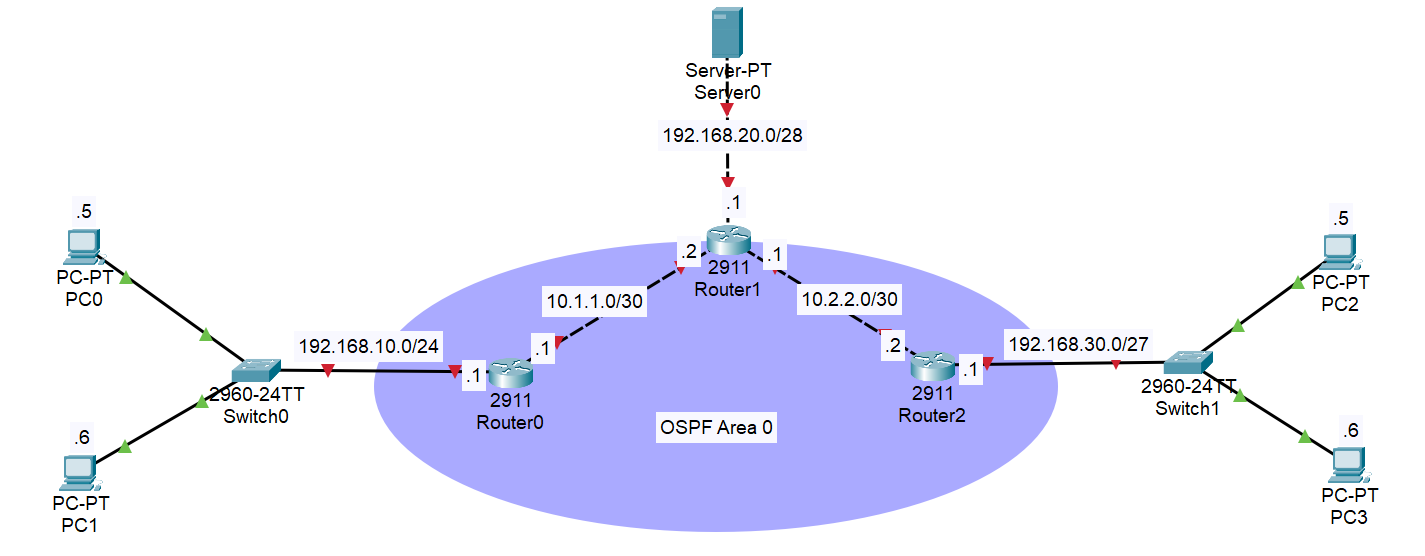 Server-PT
Server0
192.168.20.0/28
.1
.5
PC-PT
PC0
.5
PC-PT
PC2
.2
2911
Router1
.1
10.1.1.0/30
10.2.2.0/30
192.168.10.0/24
.1
.1
2911
Router0
.2
.1
2911
Router2
192.168.30.0/27
2960-24TT
Switch0
2960-24TT
Switch1
OSPF Area 0
.6
PC-PT
PC1
.6
PC-PT
PC3